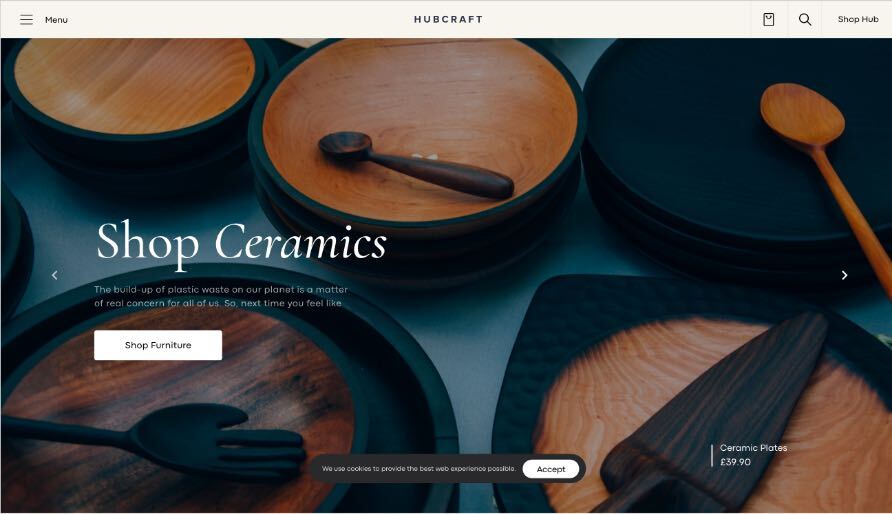 Menu
HUBCRAFT
Shop Hub
Shop Ceramics
The build-up of plastic waste on our planet is a matter
of real concern for all of us. So, next time you feel like
Shop Furniture
Ceramic Plates
£39.90
We use cookies to provide the best web experience possible.
Accept